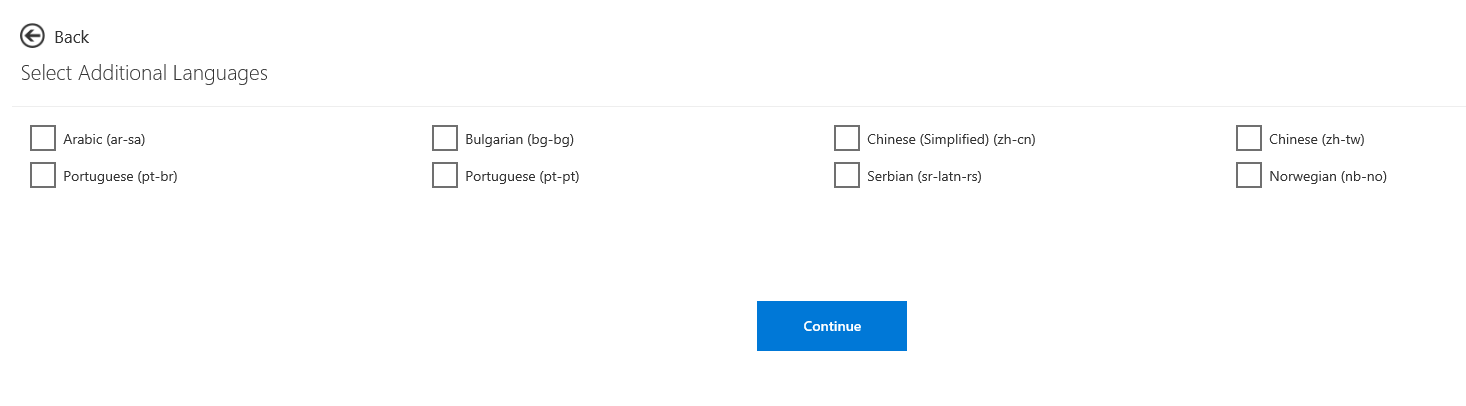 Back
Select Additional Languages
Arabic (ar-sa) Bulgarian (bg-bg) Chinese (Simplified) (zh-cn) Chinese (zh-tw)
Portuguese (pt-br) Portuguese (pt-pt) Serbian (sr-latn-rs) Norwegian (nb-no)
Continue